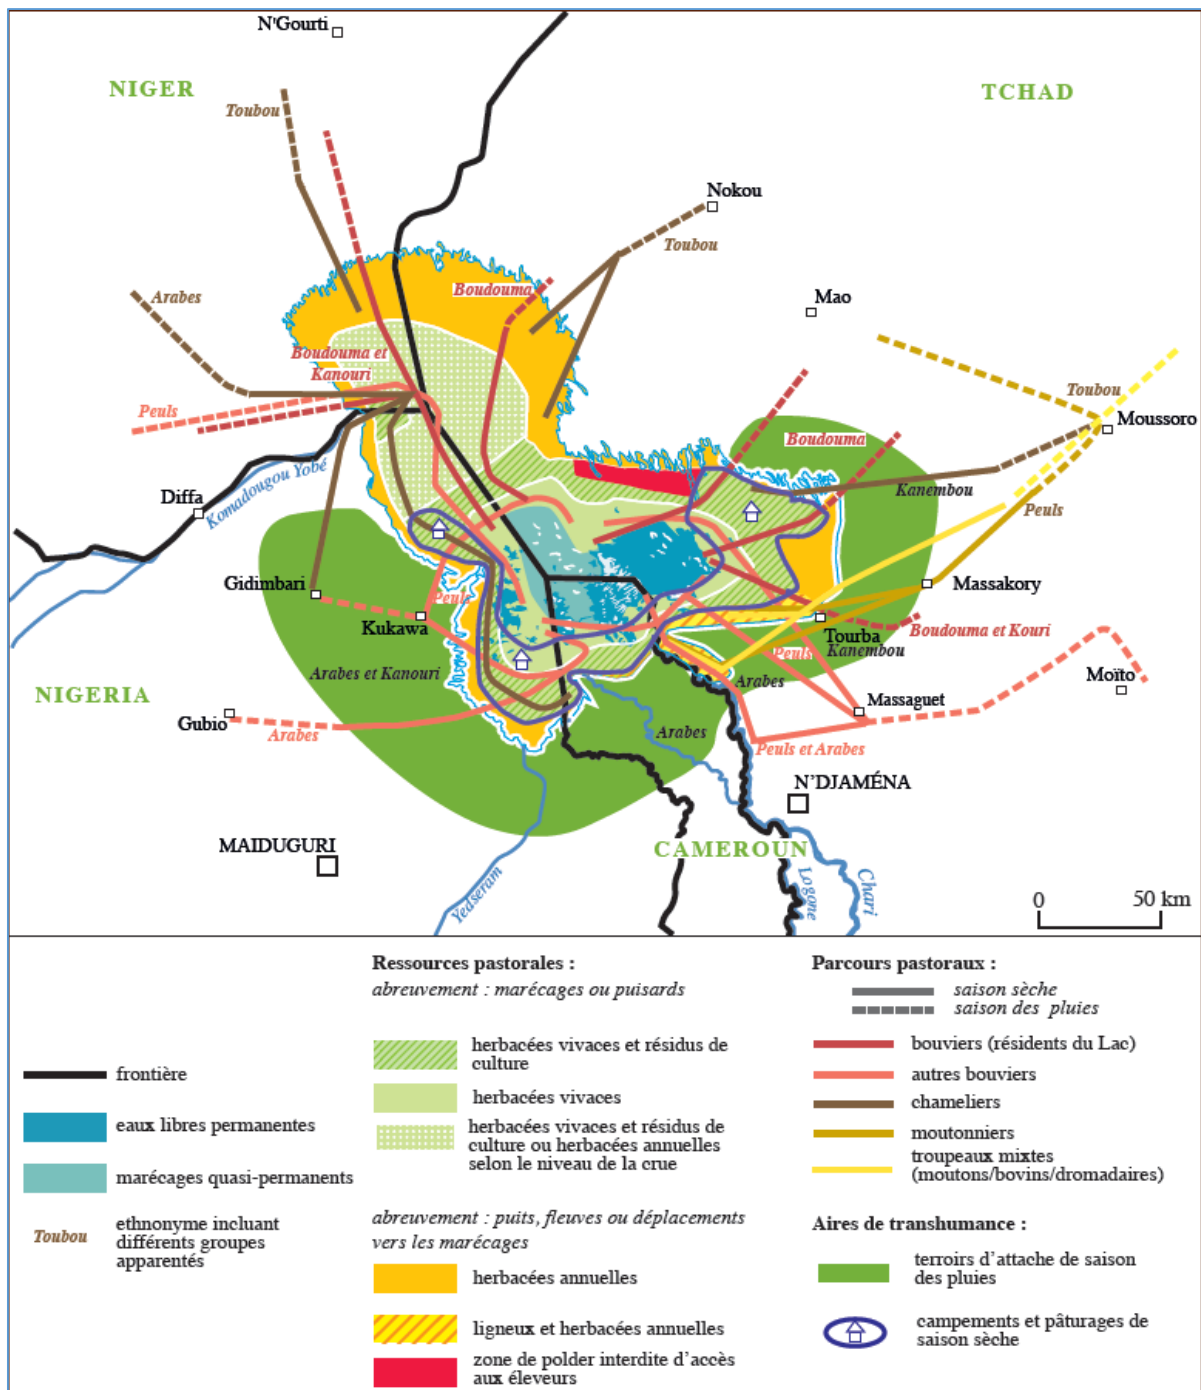 N'Gourti
NIGER
TCHAD
Toubou
Nokou
Toubou
Arabes
Boudouma
Mao
Boudouma et
Kanouri
Peuls
Toubou
Moussoro
Boudouma
Kanembou
Diffa
Komadougou Yobé
Peuls
Gidimbari
Peuls
Massakory
Kukawa
Tourba
Boudouma et Kouri
Kanembou
Peuls
Arabes et Kanouri
Arabes
Moïto
NIGERIA
Massaguet
Gubio
Arabes
Arabes
Peuls et Arabes
N'DJAMÉNA
MAIDUGURI
CAMEROUN
Yedseram
Logone
Chari
0 50 km
frontière
eaux libres permanentes
marécages quasi-permanents
Toubou
ethnonyme incluant
différents groupes
apparentés
Ressources pastorales :
abreuvement : marécages ou puisards
herbacées vivaces et résidus de
culture
herbacées vivaces
herbacées vivaces et résidus de
culture ou herbacées annuelles
selon le niveau de la crue
abreuvement : puits, fleuves ou déplacements
vers les marécages
herbacées annuelles
ligneux et herbacées annuelles
zone de polder interdite d'accès
aux éleveurs
Parcours pastoraux :
saison sèche
saison des pluies
bouviers (résidents du Lac)
autres bouviers
chameliers
moutonniers
troupeaux mixtes
(moutons/bovins/dromadaires)
Aires de transhumance :
terroirs d'attache de saison
des pluies
campements et pâturages de
saison sèche